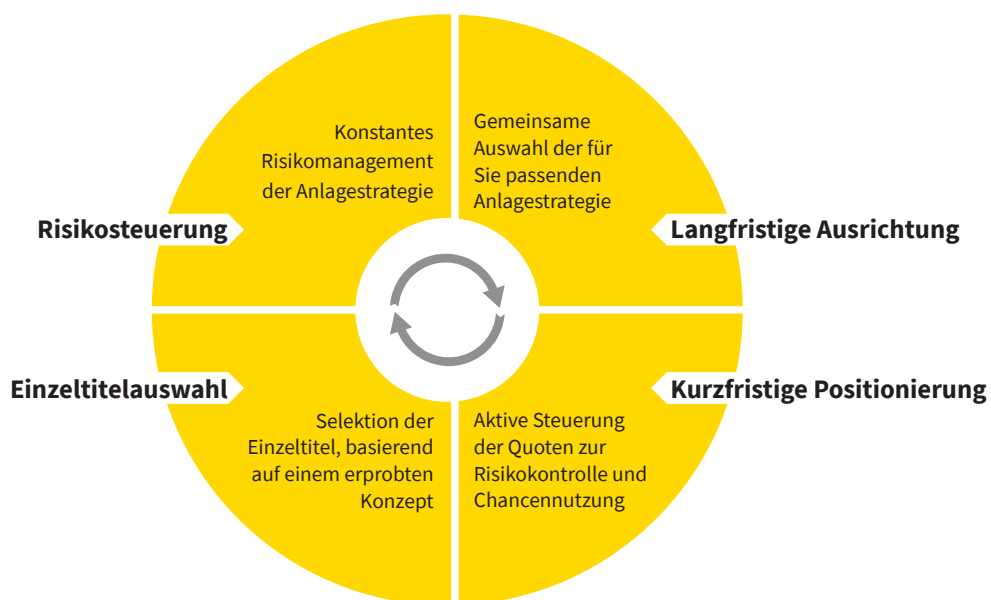 Konstantes
Risikomanagement
der Anlagestrategie
Gemeinsame
Auswahl der für
Sie passenden
Anlagestrategie
Risikosteuerung
Langfristige Ausrichtung
Einzeltitelauswahl
Kurzfristige Positionierung
Selektion der
Einzeltitel, basierend
auf einem erprobten
Konzept
Aktive Steuerung
der Quoten zur
Risikokontrolle und
Chancennutzung